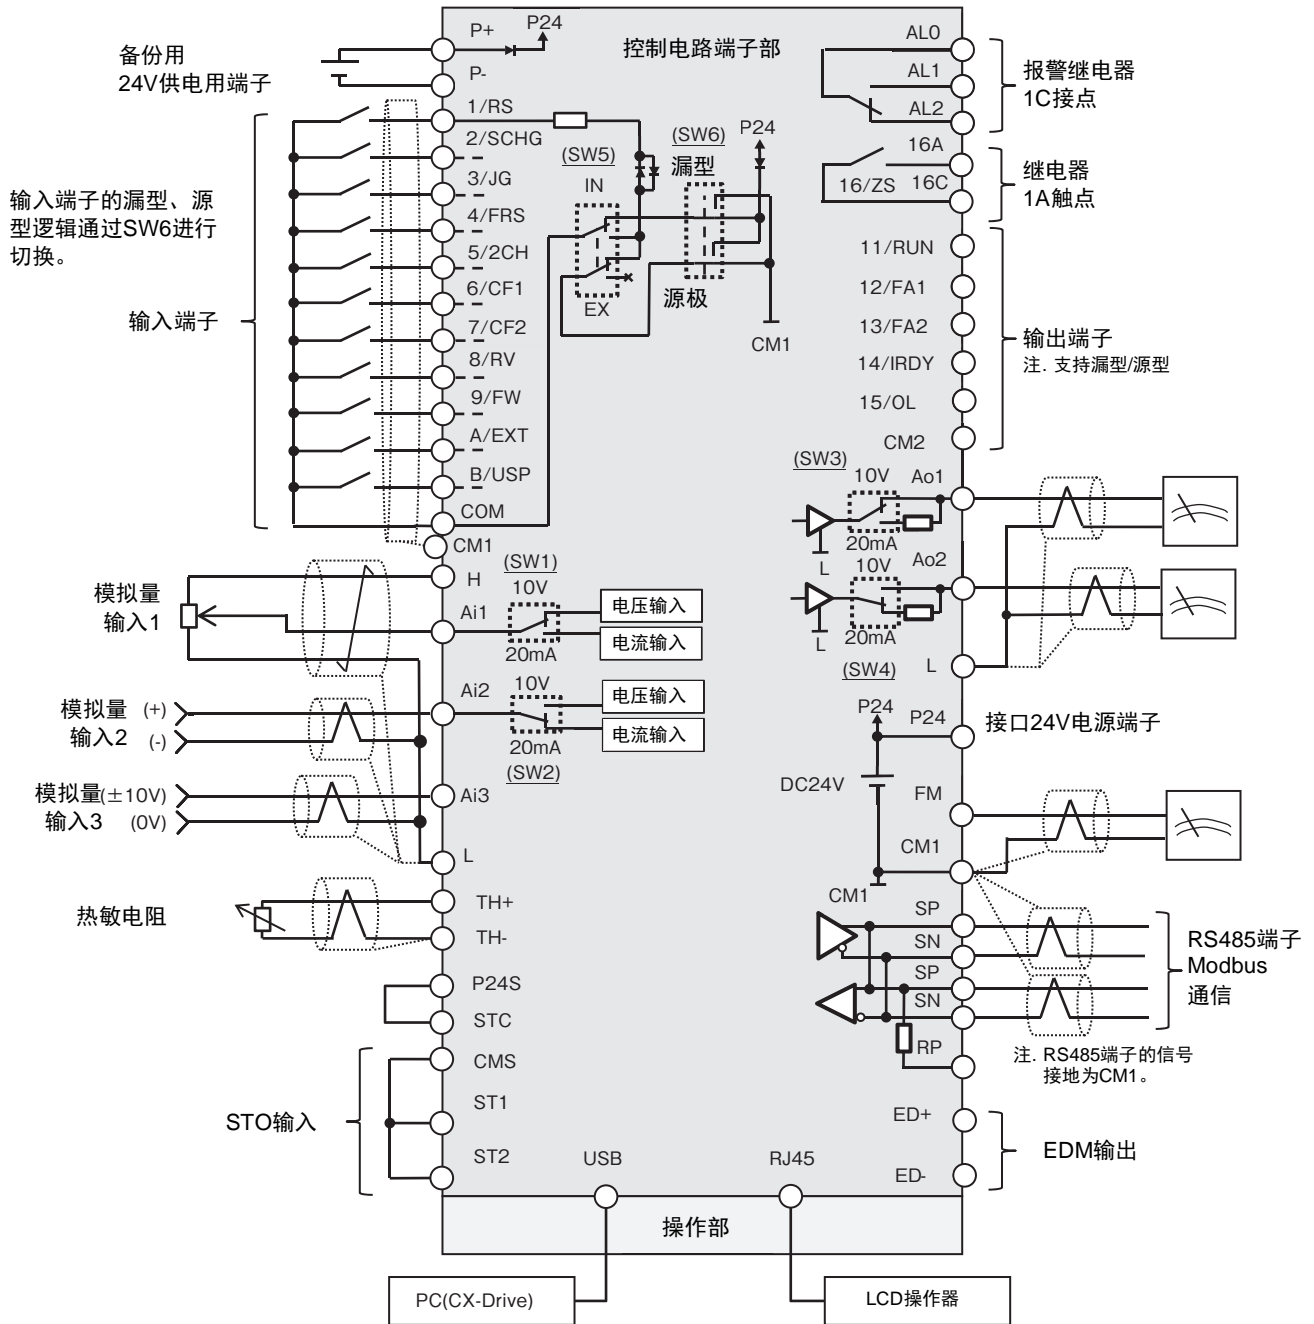 控制电路端子部
备份用
24V供电用端子
P+
P24
P-
1/RS
2/SCHG
3/JG
4/FRS
5/2CH
6/CF1
7/CF2
8/RV
9/FW
A/EXT
B/USP
COM
CM1
输入端子的漏型、源
型逻辑通过SW6进行
切换。
输入端子
(SW5)
IN
EX
(SW6)
漏型
源极
P24
CM1
AL0
AL1
AL2
报警继电器
1C接点
16A
16/ZS
16C
继电器
1A触点
11/RUN
12/FA1
13/FA2
14/IRDY
15/OL
CM2
输出端子
注. 支持漏型/源型
(SW3)
10V
Ao1
20mA
L
10V
Ao2
20mA
L
(SW4)
L
H
模拟量
输入1
Ai1
(SW1)
10V
20mA
电压输入
电流输入
模拟量
输入2
(+)
(-)
Ai2
10V
20mA
(SW2)
电压输入
电流输入
模拟量(±10V)
输入3 (0V)
Ai3
L
热敏电阻
TH+
TH-
P24S
STC
CMS
ST1
ST2
STO输入
P24
P24
接口24V电源端子
DC24V
FM
CM1
CM1
SP
SN
SP
SN
RP
RS485端子
Modbus
通信
注. RS485端子的信号
接地为CM1。
ED+
ED-
EDM输出
USB
RJ45
操作部
PC(CX-Drive)
LCD操作器